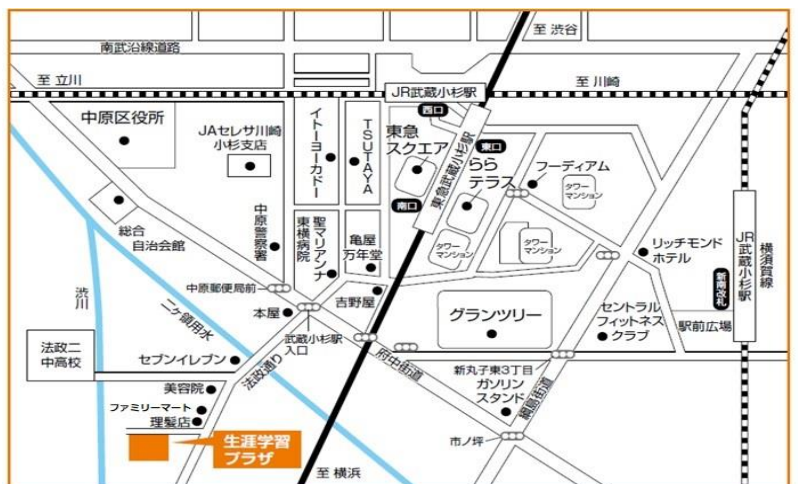 至 渋谷
南武沿線道路
至 立川
JR武蔵小杉駅
至 川崎
西口
中原区役所
JAセレサ川崎
小杉支店
イトーヨーカドー
TSUTAYA
東急
スクエア
東急武蔵小杉駅
東口
らら
テラス
フーディアム
タワー
マンション
南口
総合
自治会館
中原警察署
聖マリアンナ
東横病院
亀屋
万年堂
タワー
マンション
タワー
マンション
リッチモンド
ホテル
JR武蔵小杉駅
横須賀線
新南改札
渋川
二ケ領用水
中原郵便局前
本屋
吉野屋
武蔵小杉駅
入口
グランツリー
セントラル
フィットネス
クラブ
駅前広場
法政二
中高校
セブンイレブン
法政通り
府中街道
新丸子東3丁目
ガソリン
スタンド
綱島街道
美容院
ファミリーマート
理髪店
生涯学習
プラザ
市ノ坪
至 横浜